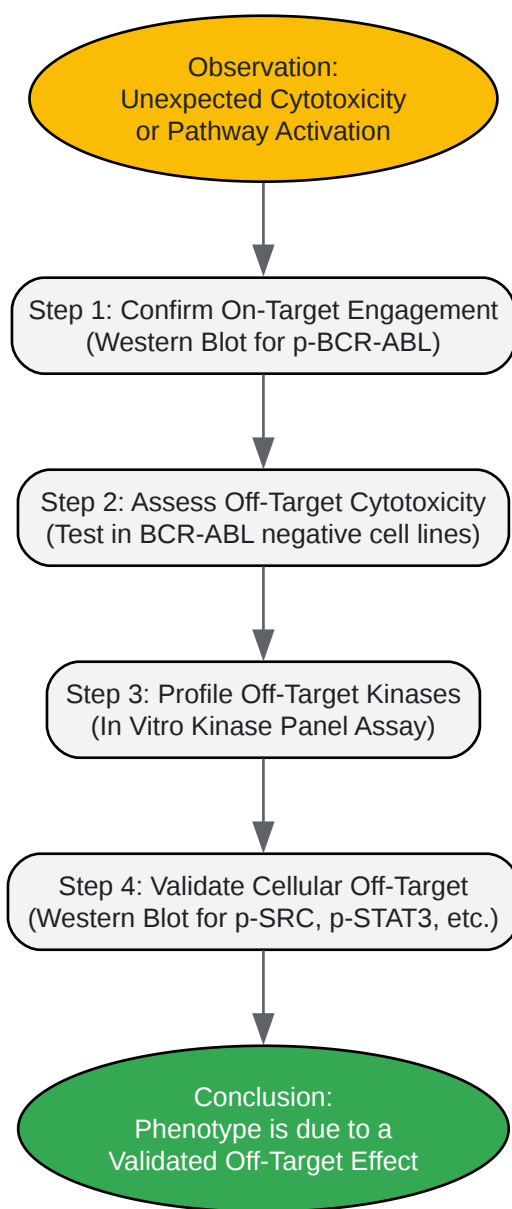 Observation:
Unexpected Cytotoxicity
or Pathway Activation
Step 1: Confirm On-Target Engagement
(Western Blot for p-BCR-ABL)
Step 2: Assess Off-Target Cytotoxicity
(Test in BCR-ABL negative cell lines)
Step 3: Profile Off-Target Kinases
(In Vitro Kinase Panel Assay)
Step 4: Validate Cellular Off-Target
(Western Blot for p-SRC, p-STAT3, etc.)
Conclusion:
Phenotype is due to a
Validated Off-Target Effect